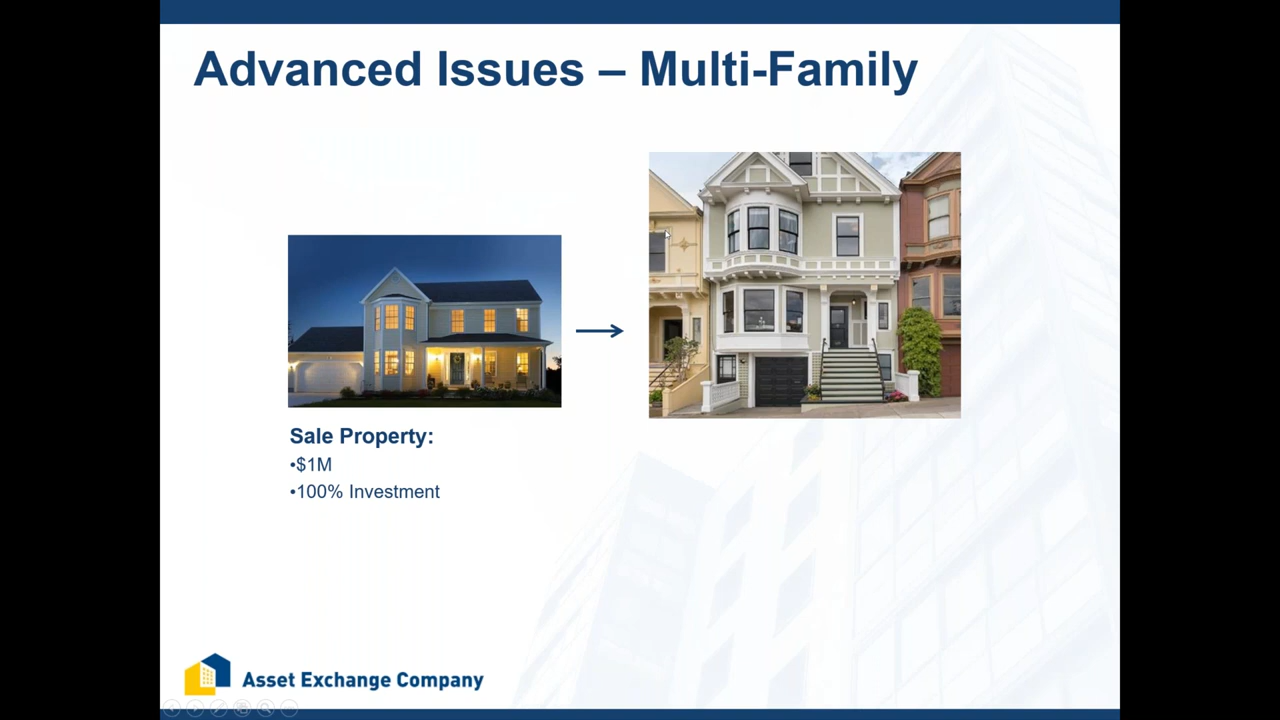 Advanced Issues – Multi-Family
Sale Property:
•$1M
•100% Investment
Asset Exchange Company